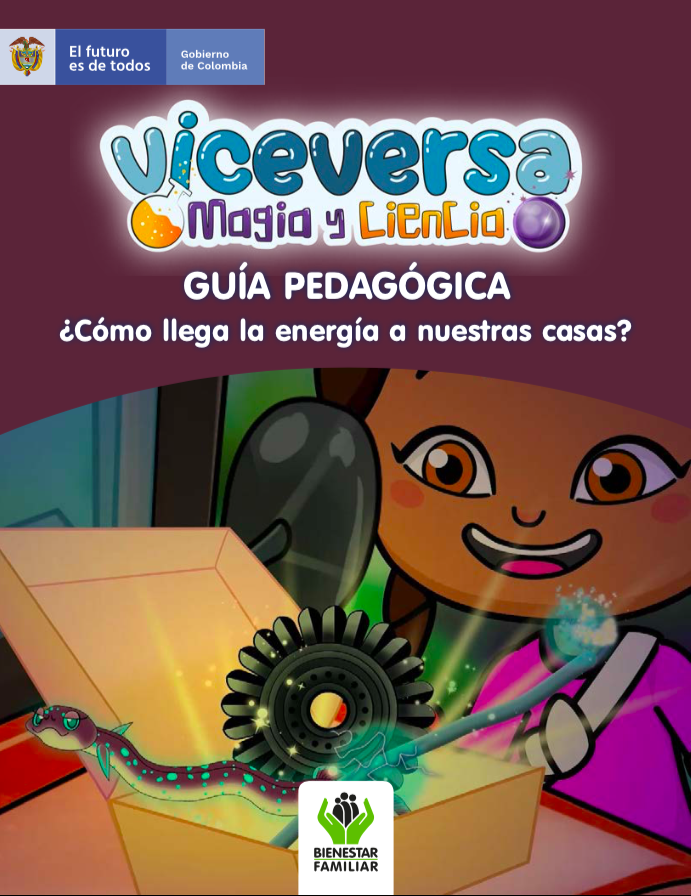 El futuro
es de todos
Gobierno
de Colombia
viceversa
Magia y Ciencia
GUÍA PEDAGÓGICA
¿Cómo llega la energía a nuestras casas?
BIENESTAR
FAMILIAR